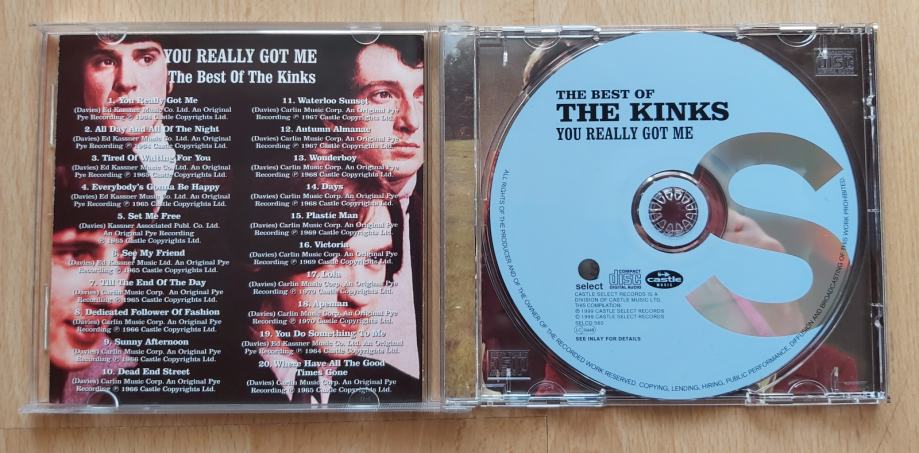 YOU REALLY GOT ME
The Best Of The Kinks
1. You Really Got Me
(Davies) Ed Kassner Music Co. Ltd. An Original
Pye Recording ℗ 1964 Castle Copyrights Ltd.
2. All Day And All Of The Night
(Davies) Ed Kassner Music Co. Ltd. An Original
Pye Recording ℗ 1964 Castle Copyrights Ltd.
3. Tired Of Waiting For You
(Davies) Ed Kassner Music Co. Ltd. An Original
Pye Recording ℗ 1965 Castle Copyrights Ltd.
4. Everybody's Gonna Be Happy
(Davies) Ed Kassner Music Co. Ltd. An Original
Pye Recording ℗ 1965 Castle Copyrights Ltd.
5. Set Me Free
(Davies) Kassner Associated Publ. Co. Ltd.
An Original Pye Recording
℗ 1965 Castle Copyrights Ltd.
6. See My Friend
(Davies) Ed Kassner Music Ltd. An Original Pye
Recording ℗ 1965 Castle Copyrights Ltd.
7. Till The End Of The Day
(Davies) Ed Kassner Music Ltd. An Original Pye
Recording ℗ 1965 Castle Copyrights Ltd.
8. Dedicated Follower Of Fashion
(Davies) Ed Kassner Music Ltd. An Original Pye
Recording ℗ 1966 Castle Copyrights Ltd.
9. Sunny Afternoon
(Davies) Carlin Music Corp. An Original Pye
Recording ℗ 1966 Castle Copyrights Ltd.
10. Dead End Street
(Davies) Carlin Music Corp. An Original Pye
Recording ℗ 1966 Castle Copyrights Ltd.
11. Waterloo Sunset
(Davies) Carlin Music Corp. An Original Pye
Recording ℗ 1967 Castle Copyrights Ltd.
12. Autumn Almanac
(Davies) Carlin Music Corp. An Original Pye
Recording ℗ 1967 Castle Copyrights Ltd.
13. Wonderboy
(Davies) Carlin Music Corp. An Original Pye
Recording ℗ 1968 Castle Copyrights Ltd.
14. Days
(Davies) Carlin Music Corp. An Original Pye
Recording ℗ 1968 Castle Copyrights Ltd.
15. Plastic Man
(Davies) Carlin Music Corp. An Original Pye
Recording ℗ 1969 Castle Copyrights Ltd.
16. Victoria
(Davies) Carlin Music Corp. An Original Pye
Recording ℗ 1969 Castle Copyrights Ltd.
17. Lola
(Davies) Carlin Music Corp. An Original Pye
Recording ℗ 1970 Castle Copyrights Ltd.
18. Apeman
(Davies) Carlin Music Corp. An Original Pye
Recording ℗ 1970 Castle Copyrights Ltd.
19. You Do Something To Me
(Davies) Ed Kassner Music Co. Ltd. An Original
Pye Recording ℗ 1964 Castle Copyrights Ltd.
20. Where Have All The Good
Times Gone
(Davies) Carlin Music Corp. An Original Pye
Recording ℗ 1965 Castle Copyrights Ltd.
THE BEST OF
THE KINKS
YOU REALLY GOT ME
S
select
COMPACT
disc
DIGITAL AUDIO
castle
MUSIC
CASTLE SELECT RECORDS IS A
DIVISION OF CASTLE MUSIC LTD.
THIS COMPILATION
℗ 1999 CASTLE SELECT RECORDS
© 1999 CASTLE SELECT RECORDS
SELCD 563
LC
SEE INLAY FOR DETAILS
ALL RIGHTS OF THE PRODUCER AND OF THE OWNER OF THE RECORDED WORK RESERVED. COPYING, LENDING, HIRING, PUBLIC PERFORMANCE, DIFFUSION AND BROADCASTING OF THIS WORK PROHIBITED.
COMPACT
disc